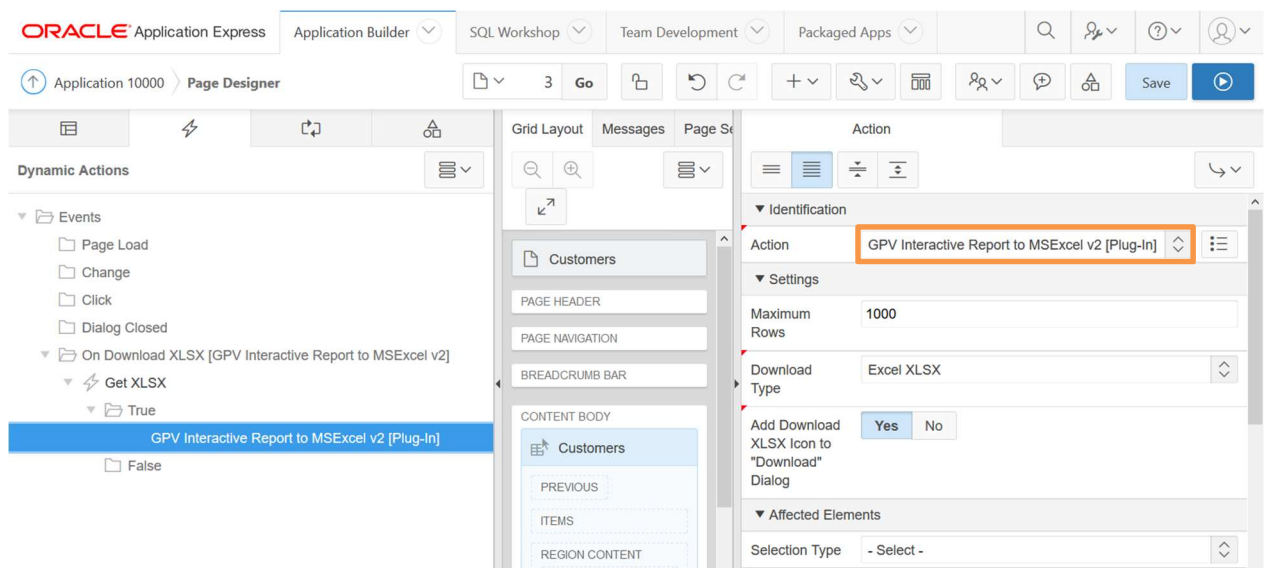 ORACLE Application Express
Application Builder
SQL Workshop
Team Development
Packaged Apps
Application 10000
Page Designer
3
Go
Save
Dynamic Actions
Events
Page Load
Change
Click
Dialog Closed
On Download XLSX [GPV Interactive Report to MSExcel v2]
Get XLSX
True
GPV Interactive Report to MSExcel v2 [Plug-In]
False
Grid Layout
Messages
Page
Customers
PAGE HEADER
PAGE NAVIGATION
BREADCRUMB BAR
CONTENT BODY
Customers
PREVIOUS
ITEMS
REGION CONTENT
Action
Identification
Action
GPV Interactive Report to MSExcel v2 [Plug-In]
Settings
Maximum
Rows
1000
Download
Type
Excel XLSX
Add Download
XLSX Icon to
"Download"
Dialog
Yes
No
Affected Elements
Selection Type
- Select -